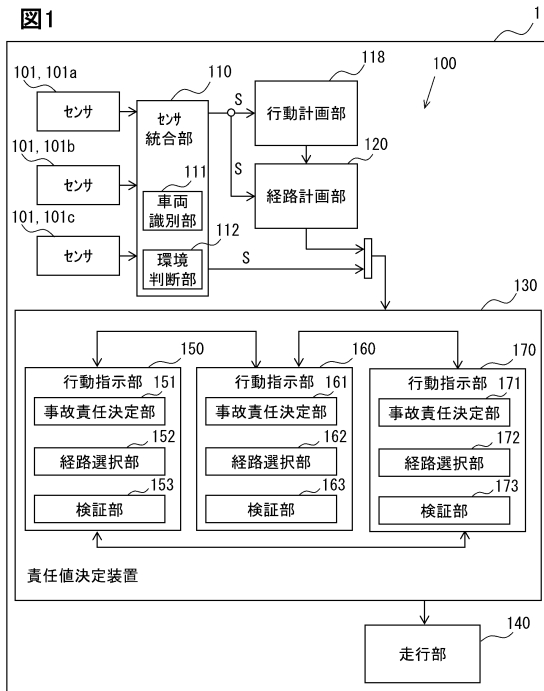 図1
1
101, 101a
センサ
101, 101b
センサ
101, 101c
センサ
110
センサ
統合部
111
車両
識別部
112
環境
判断部
S
S
S
118
行動計画部
100
120
経路計画部
130
150
行動指示部
151
事故責任決定部
152
経路選択部
153
検証部
160
行動指示部
161
事故責任決定部
162
経路選択部
163
検証部
170
行動指示部
171
事故責任決定部
172
経路選択部
173
検証部
責任値決定装置
140
走行部